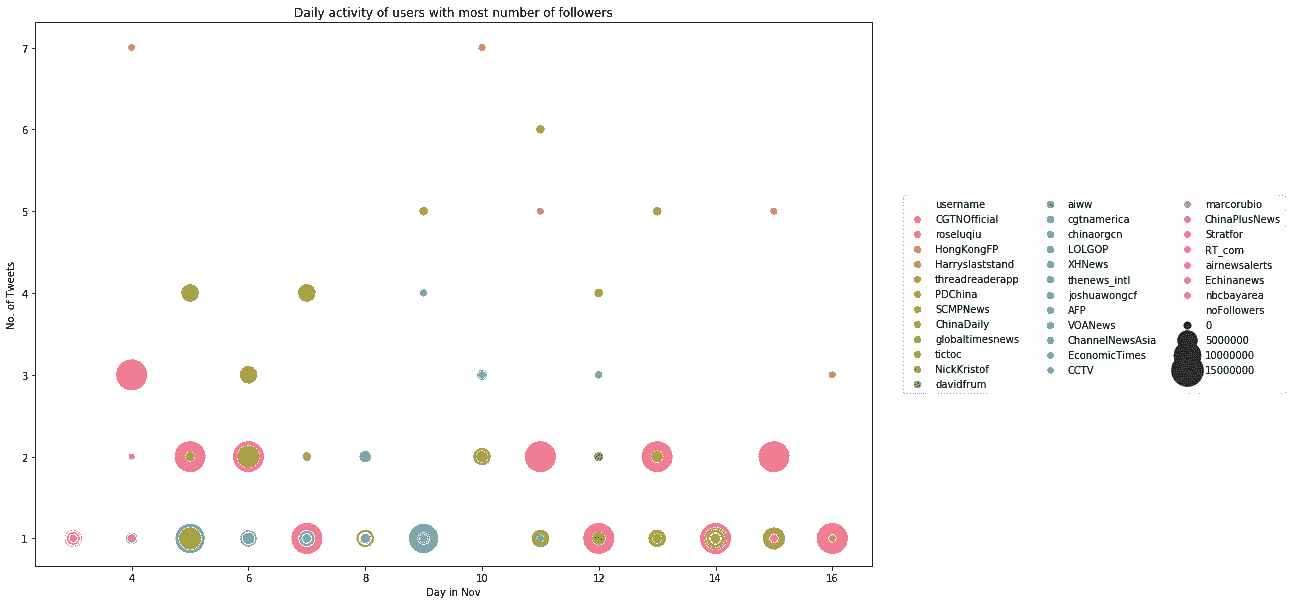 Daily activity of users with most number of followers
No. of Tweets
7
6
5
4
3
2
1
4
6
8
10
12
14
16
Day in Nov
username
CGTNOfficial
roseluqiu
HongKongFP
Harryslaststand
threadreaderapp
PDChina
SCMPNews
ChinaDaily
globaltimesnews
tictoc
NickKristof
davidfrum
aiww
cgtnamerica
chinaorgcn
LOLGOP
XHNews
thenews_intl
joshuawongcf
AFP
VOANews
ChannelNewsAsia
EconomicTimes
CCTV
marcorubio
ChinaPlusNews
Stratfor
RT_com
airnewsalerts
Echinanews
nbcbayarea
noFollowers
0
5000000
10000000
15000000